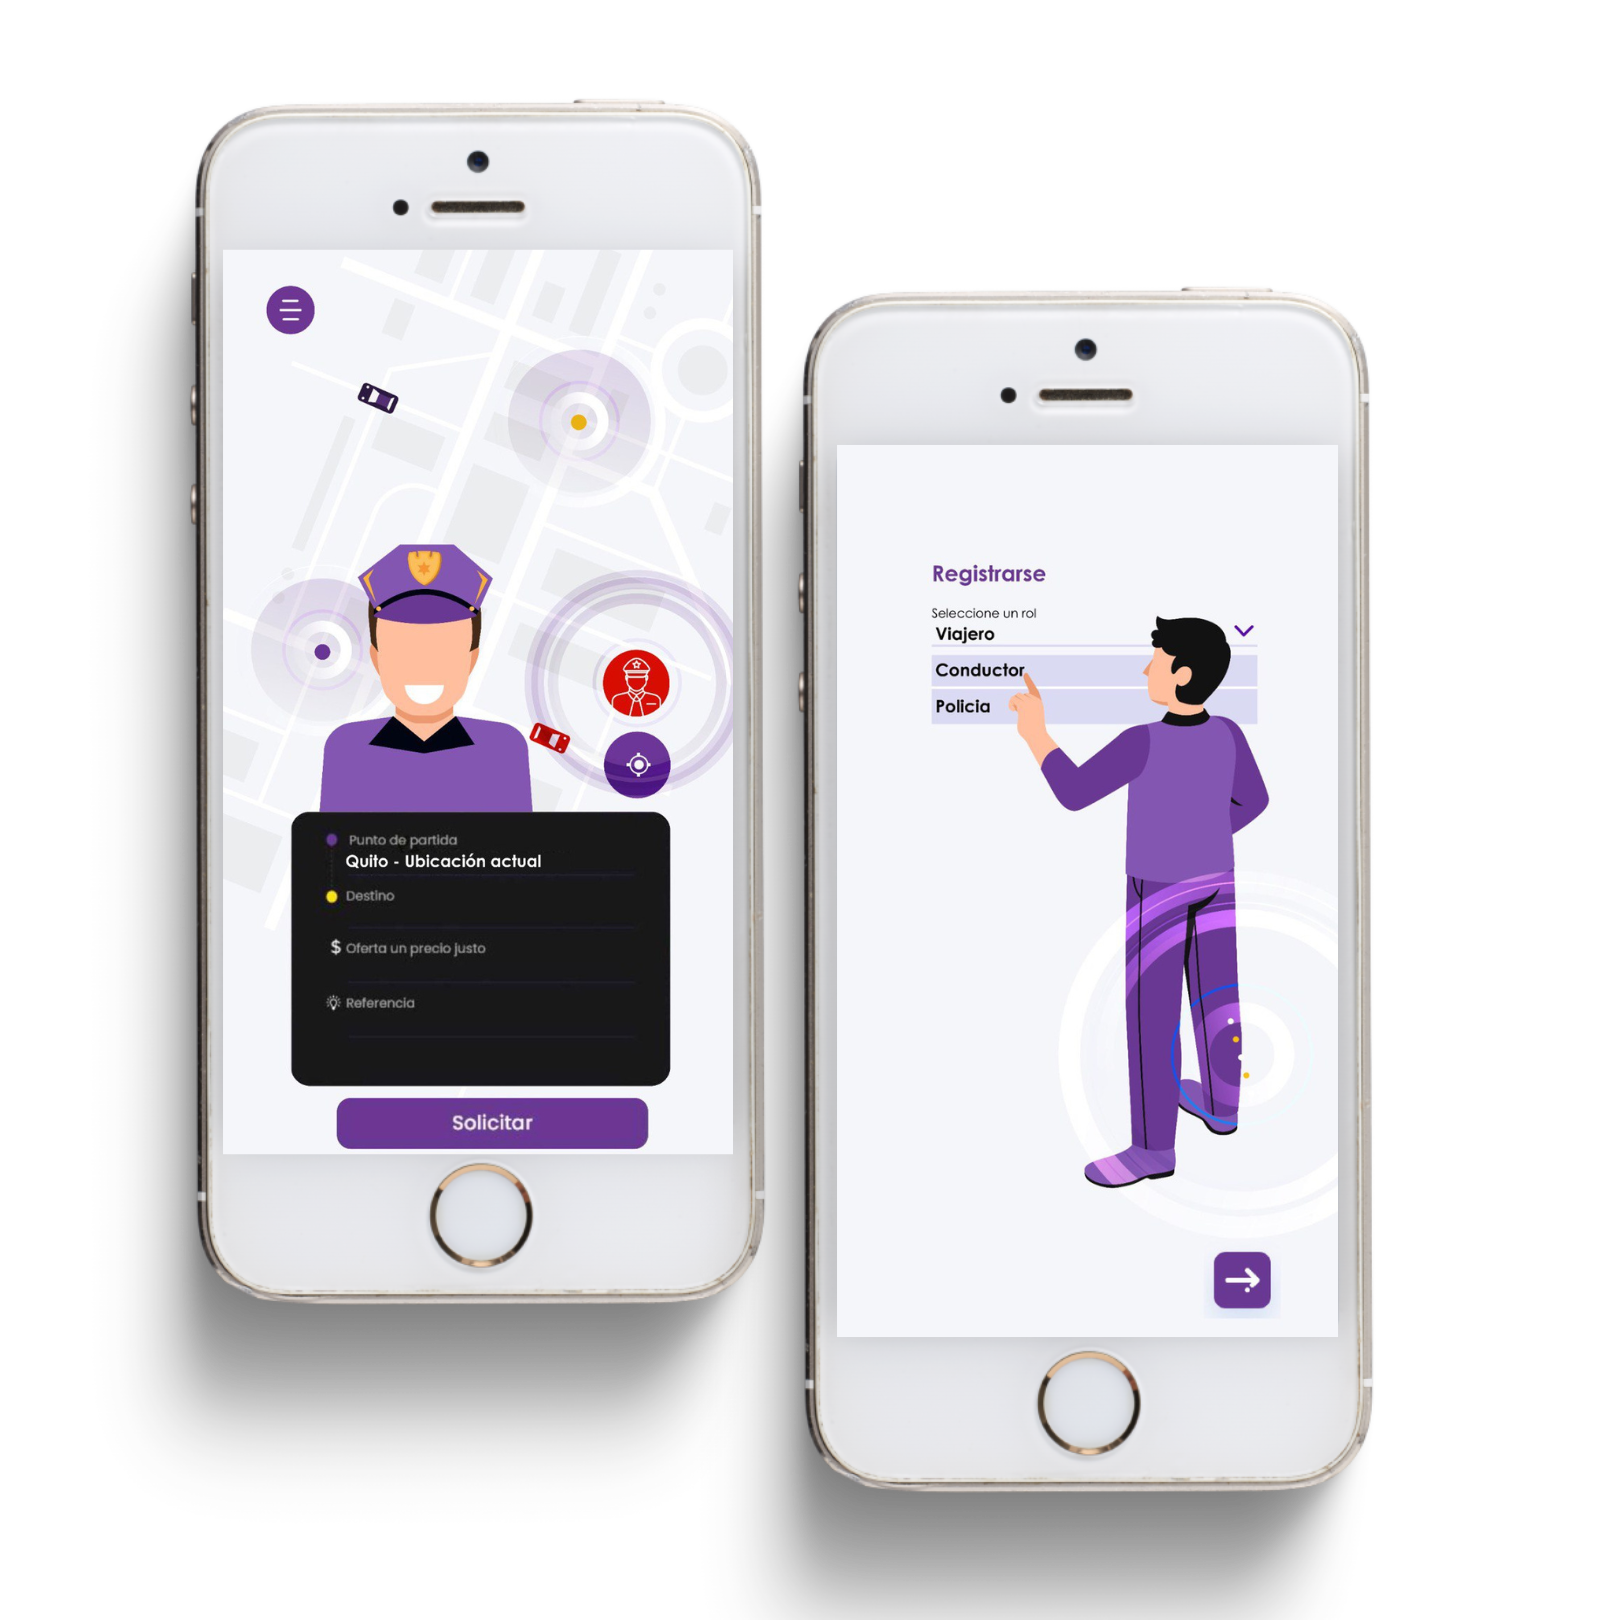 Punto de partida
Quito - Ubicación actual
Destino
$ Oferta un precio justo
Referencia
Solicitar
Registrarse
Seleccione un rol
Viajero
Conductor
Policia